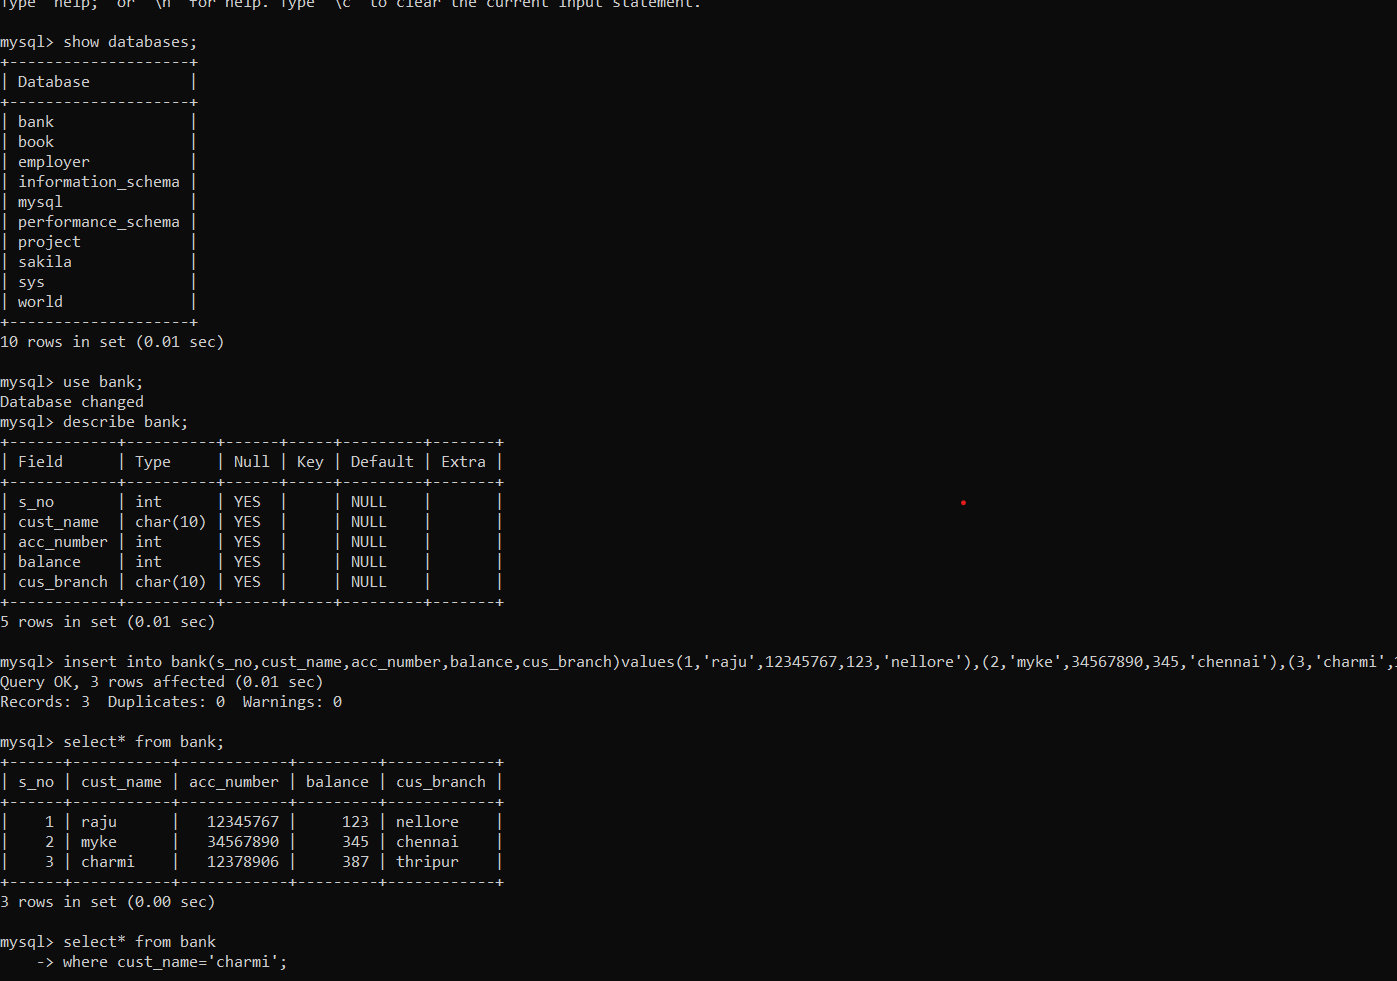 Type 'help;' or '\h' for help. Type '\c' to clear the current input statement.
mysql> show databases;
+--------------------+
| Database           |
+--------------------+
| bank               |
| book               |
| employer           |
| information_schema |
| mysql              |
| performance_schema |
| project            |
| sakila             |
| sys                |
| world              |
+--------------------+
10 rows in set (0.01 sec)
mysql> use bank;
Database changed
mysql> describe bank;
+------------+----------+------+-----+---------+-------+
| Field      | Type     | Null | Key | Default | Extra |
+------------+----------+------+-----+---------+-------+
| s_no       | int      | YES  |     | NULL    |       |
| cust_name  | char(10) | YES  |     | NULL    |       |
| acc_number | int      | YES  |     | NULL    |       |
| balance    | int      | YES  |     | NULL    |       |
| cus_branch | char(10) | YES  |     | NULL    |       |
+------------+----------+------+-----+---------+-------+
5 rows in set (0.01 sec)
mysql> insert into bank(s_no,cust_name,acc_number,balance,cus_branch)values(1,'raju',12345767,123,'nellore'),(2,'myke',34567890,345,'chennai'),(3,'charmi',
Query OK, 3 rows affected (0.01 sec)
Records: 3  Duplicates: 0  Warnings: 0
mysql> select* from bank;
+------+-----------+------------+---------+------------+
| s_no | cust_name | acc_number | balance | cus_branch |
+------+-----------+------------+---------+------------+
|    1 | raju      |   12345767 |     123 | nellore    |
|    2 | myke      |   34567890 |     345 | chennai    |
|    3 | charmi    |   12378906 |     387 | thripur    |
+------+-----------+------------+---------+------------+
3 rows in set (0.00 sec)
mysql> select* from bank
    -> where cust_name='charmi';